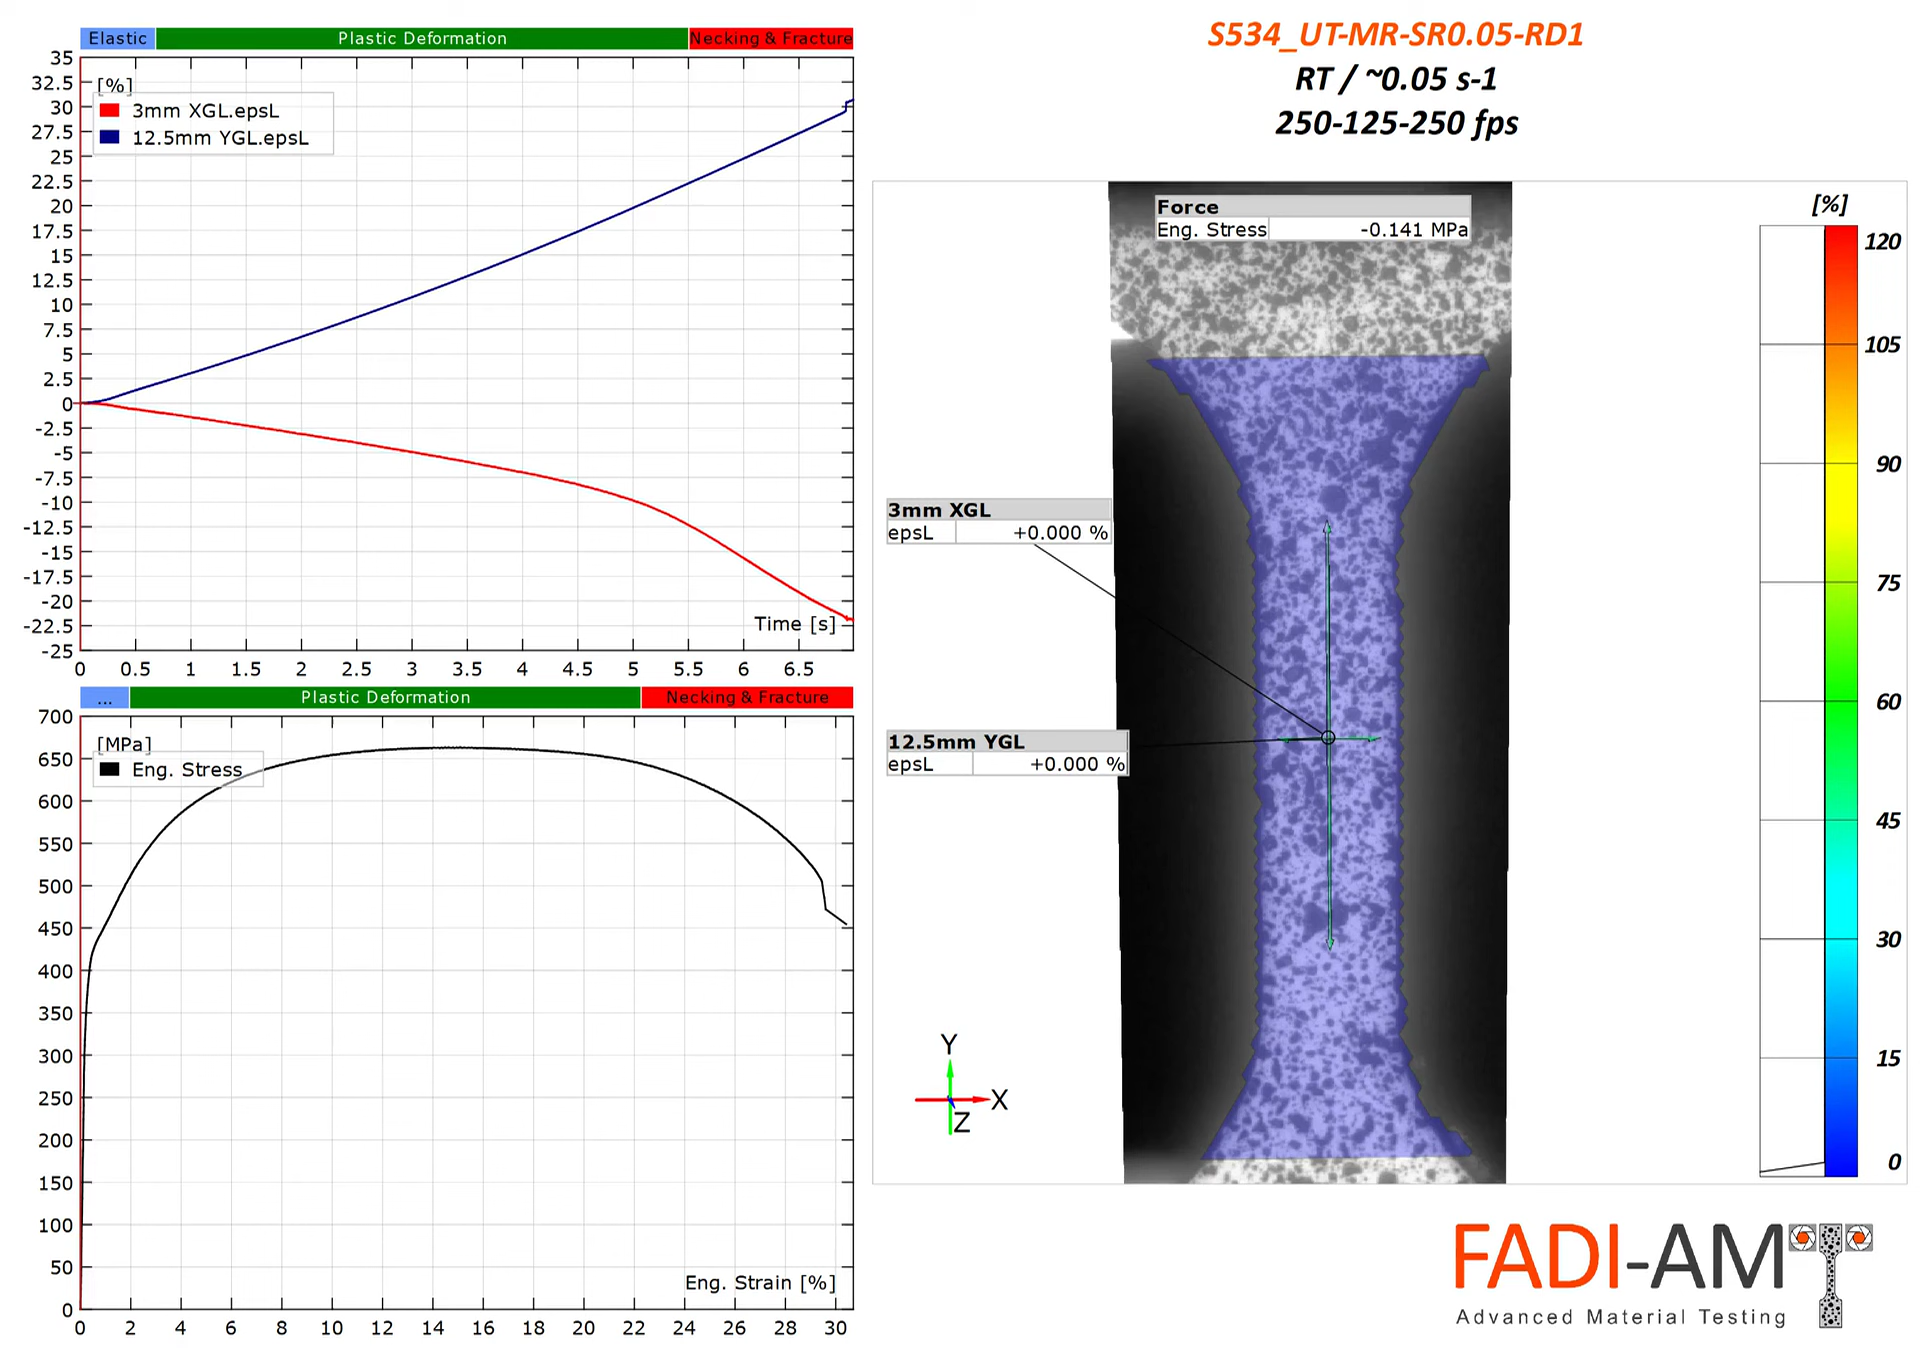 S534_UT-MR-SR0.05-RD1
RT / ~0.05 s-1
250-125-250 fps
Elastic
Plastic Deformation
Necking & Fracture
[%]
3mm XGL.epsL
12.5mm YGL.epsL
35
32.5
30
27.5
25
22.5
20
17.5
15
12.5
10
7.5
5
2.5
0
-2.5
-5
-7.5
-10
-12.5
-15
-17.5
-20
-22.5
-25
Time [s]
0 0.5 1 1.5 2 2.5 3 3.5 4 4.5 5 5.5 6 6.5
...
Plastic Deformation
Necking & Fracture
[MPa]
Eng. Stress
700
650
600
550
500
450
400
350
300
250
200
150
100
50
0
Eng. Strain [%]
0 2 4 6 8 10 12 14 16 18 20 22 24 26 28 30
Force
Eng. Stress -0.141 MPa
3mm XGL
epsL +0.000 %
12.5mm YGL
epsL +0.000 %
Y
X
Z
[%]
120
105
90
75
60
45
30
15
0
FADI-AMT
Advanced Material Testing